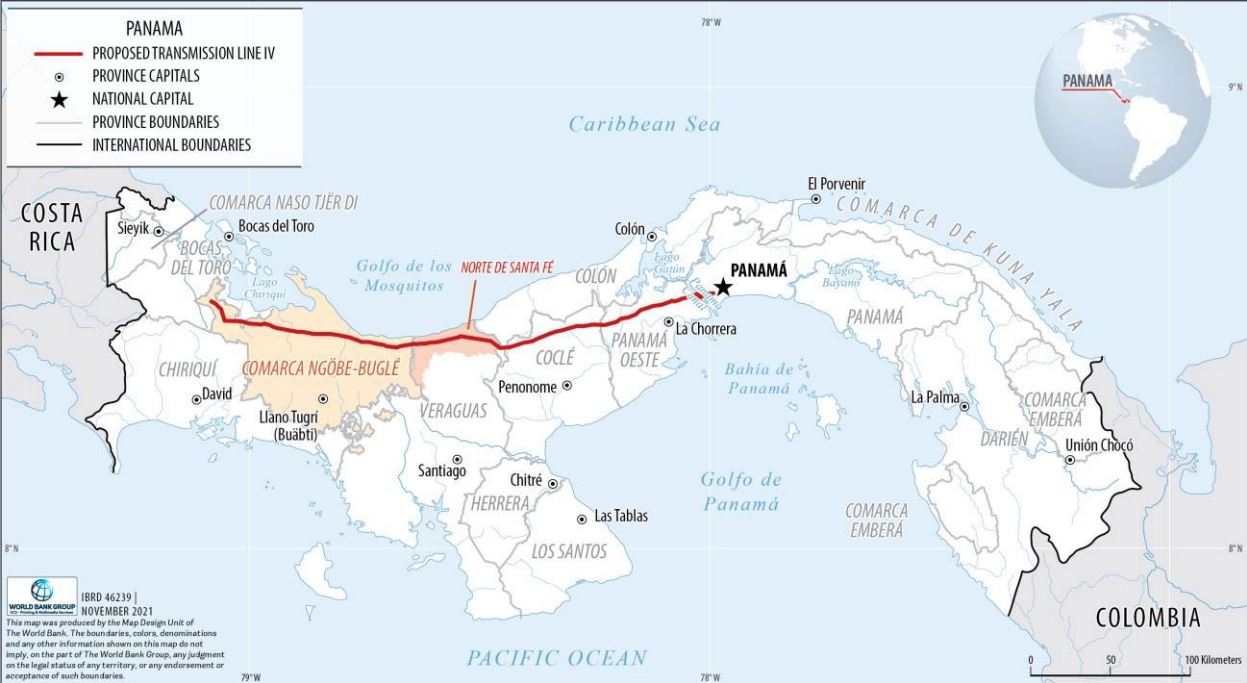 PANAMA
PROPOSED TRANSMISSION LINE IV
PROVINCE CAPITALS
NATIONAL CAPITAL
PROVINCE BOUNDARIES
INTERNATIONAL BOUNDARIES
78°W
9°N
PANAMA
Caribbean Sea
COSTA
RICA
COMARCA NASO TJËR DI
Sieyik
Bocas del Toro
BOCAS
DEL TORO
Lago
Chiriquí
Golfo de los
Mosquitos
NORTE DE SANTA FÉ
El Porvenir
COMARCA DE KUNA YALA
Colón
COLÓN
Lago
Gatún
PANAMÁ
Panama
Lago
Bayano
La Chorrera
PANAMÁ
OESTE
PANAMÁ
CHIRIQUÍ
COMARCA NGÖBE-BUGLÉ
COCLÉ
Penonome
Bahía de
Panamá
David
Llano Tugrí
(Buäbti)
VERAGUAS
La Palma
COMARCA
EMBERÁ
DARIÉN
Unión Chocó
Santiago
Chitré
HERRERA
Las Tablas
LOS SANTOS
Golfo de
Panamá
COMARCA
EMBERÁ
8°N
8°N
COLOMBIA
PACIFIC OCEAN
0 50 100 Kilometers
79°W
78°W
WORLD BANK GROUP
IBRD 46239 |
NOVEMBER 2021
This map was produced by the Map Design Unit of
The World Bank. The boundaries, colors, denominations
and any other information shown on this map do not
imply, on the part of The World Bank Group, any judgment
on the legal status of any territory, or any endorsement or
acceptance of such boundaries.